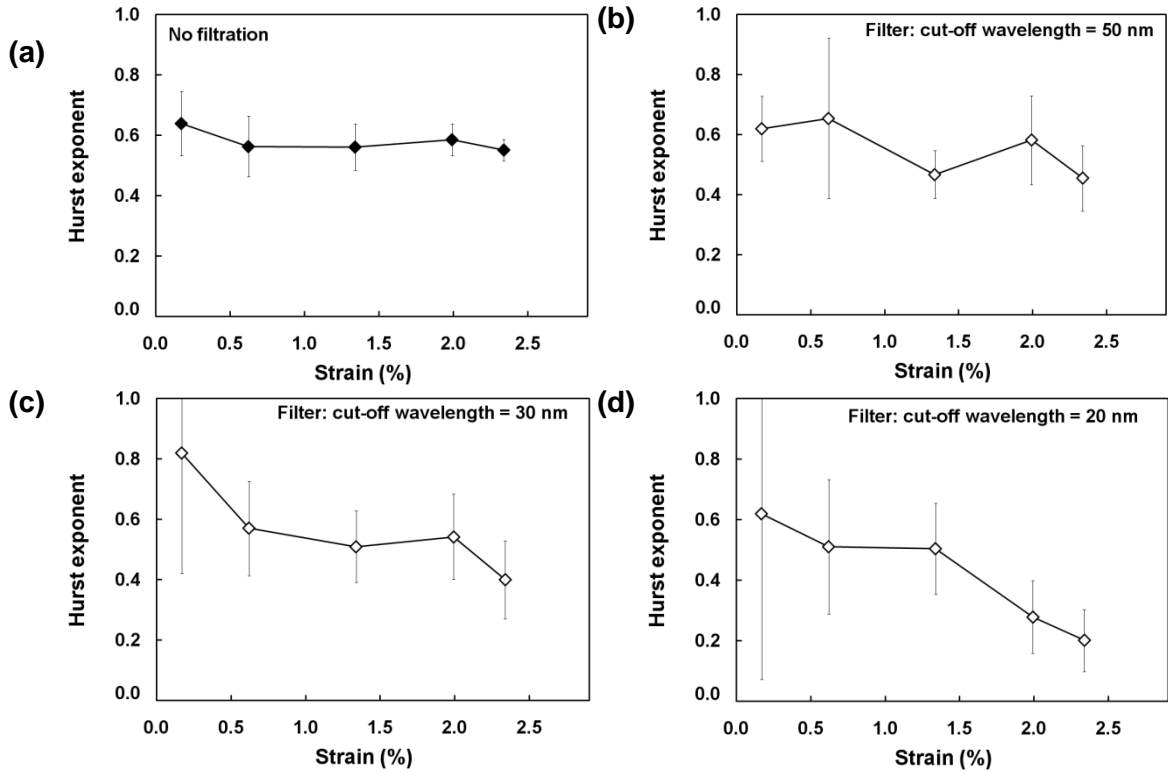 (a)
No filtration
Hurst exponent
1.0
0.8
0.6
0.4
0.2
0.0
0.0 0.5 1.0 1.5 2.0 2.5
Strain (%)
(b)
Filter: cut-off wavelength = 50 nm
Hurst exponent
1.0
0.8
0.6
0.4
0.2
0.0
0.0 0.5 1.0 1.5 2.0 2.5
Strain (%)
(c)
Filter: cut-off wavelength = 30 nm
Hurst exponent
1.0
0.8
0.6
0.4
0.2
0.0
0.0 0.5 1.0 1.5 2.0 2.5
Strain (%)
(d)
Filter: cut-off wavelength = 20 nm
Hurst exponent
1.0
0.8
0.6
0.4
0.2
0.0
0.0 0.5 1.0 1.5 2.0 2.5
Strain (%)